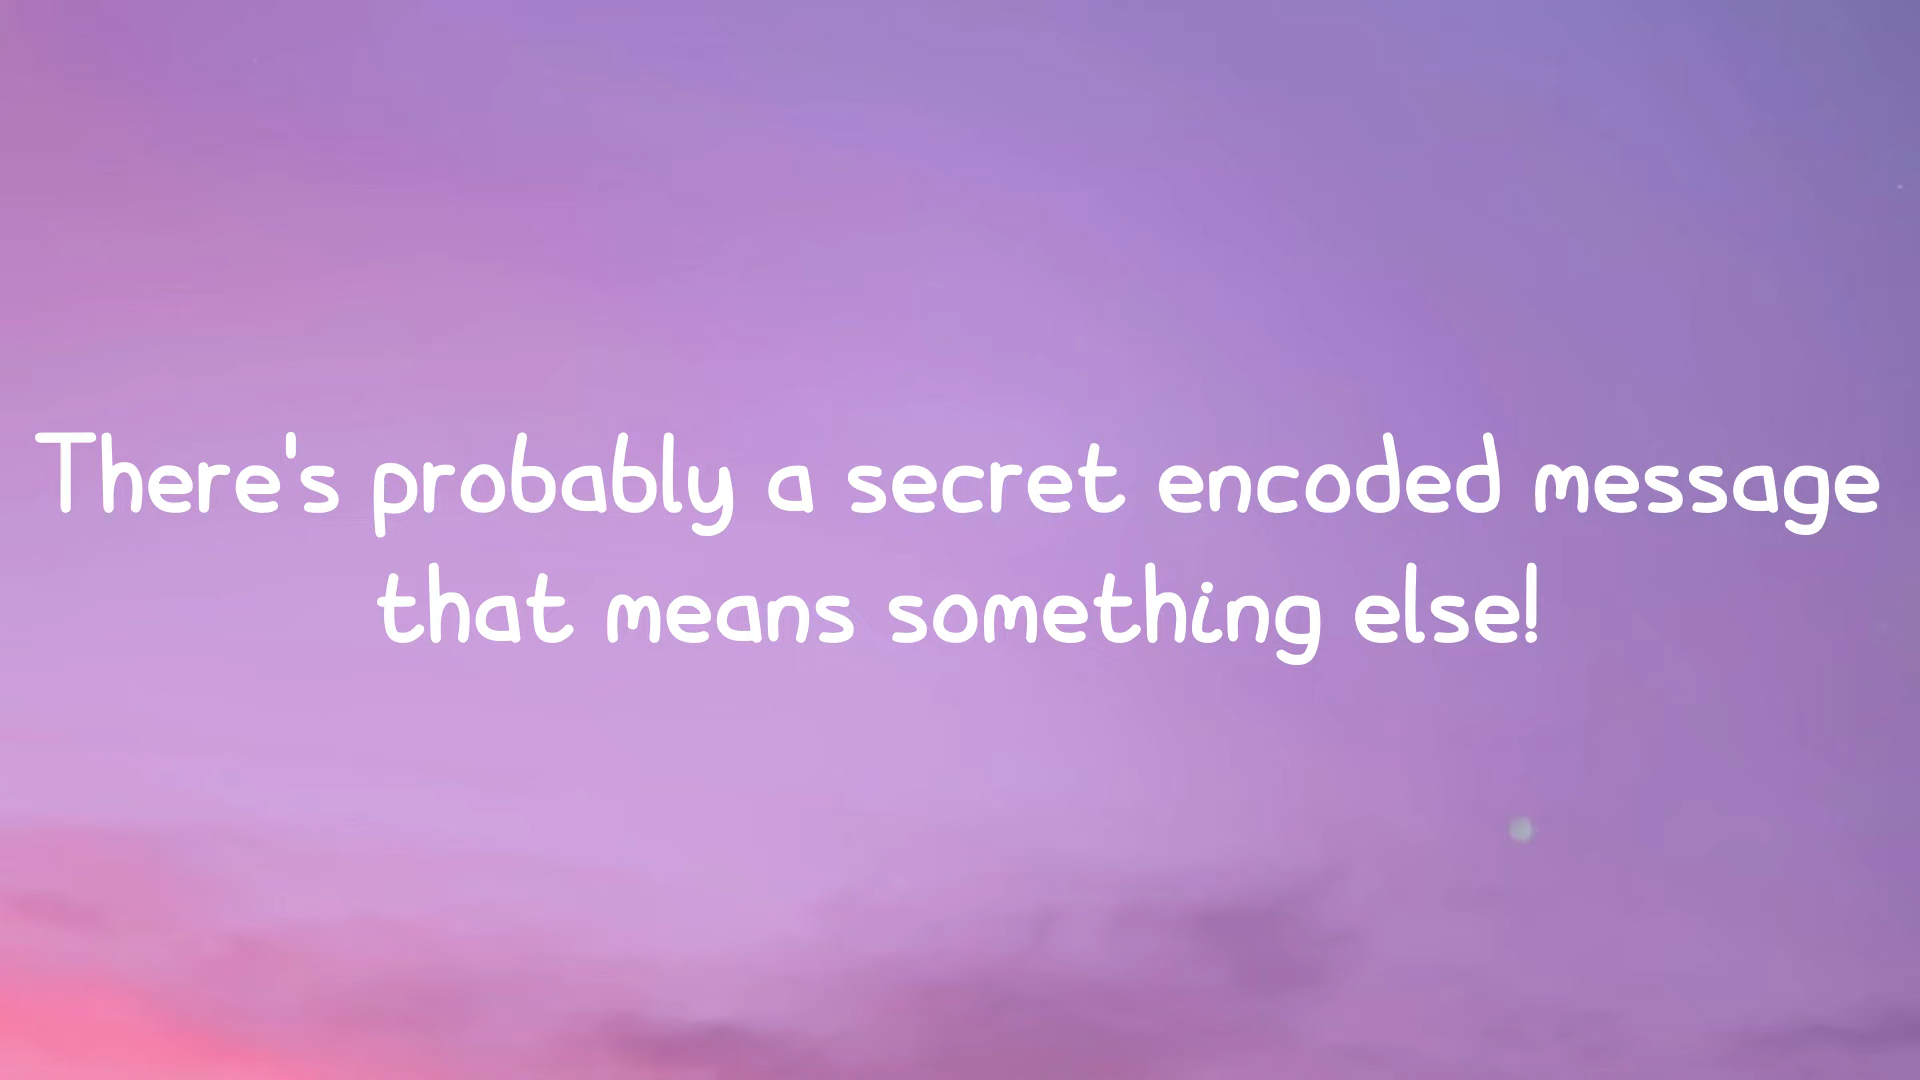 There's probably a secret encoded message
that means something else!